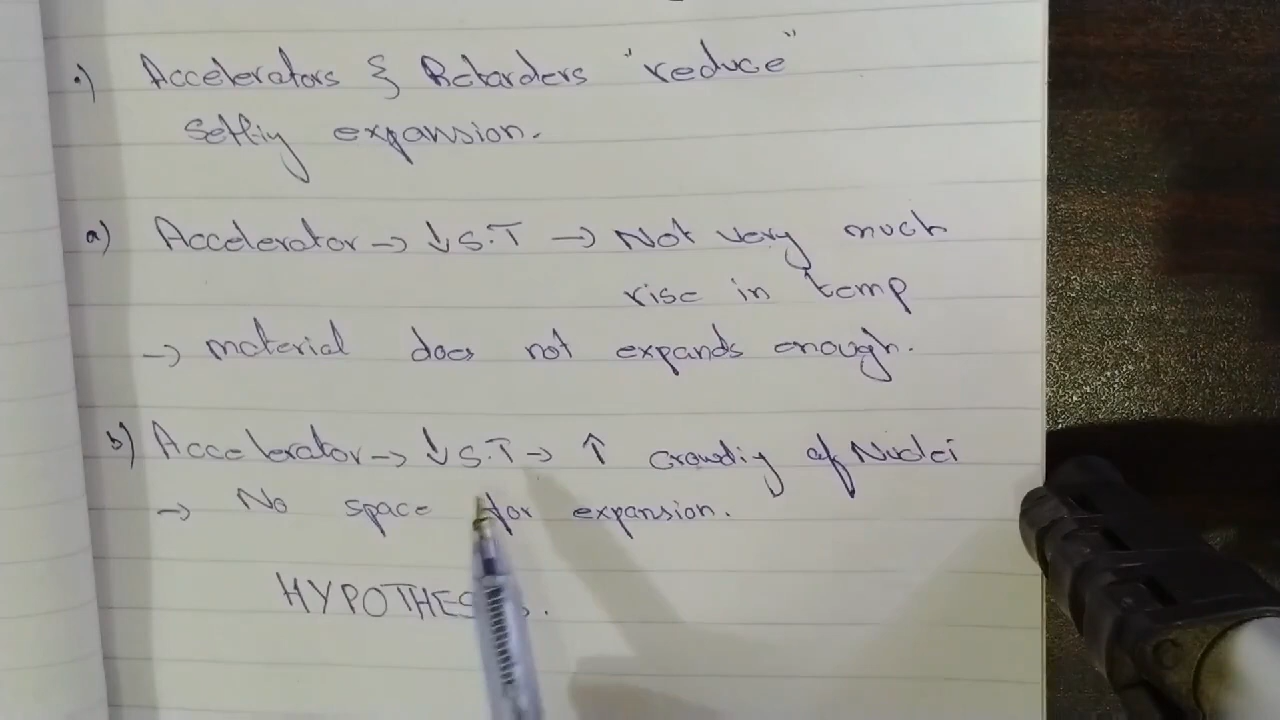 •) Accelerators & Retarders "reduce"
Setting expansion.
a) Accelerator → ↓ S.T → Not very much
rise in temp
→ material does not expands enough.
b) Accelerator → ↓ S.T → ↑ crowding of Nuclei
→ No space for expansion.